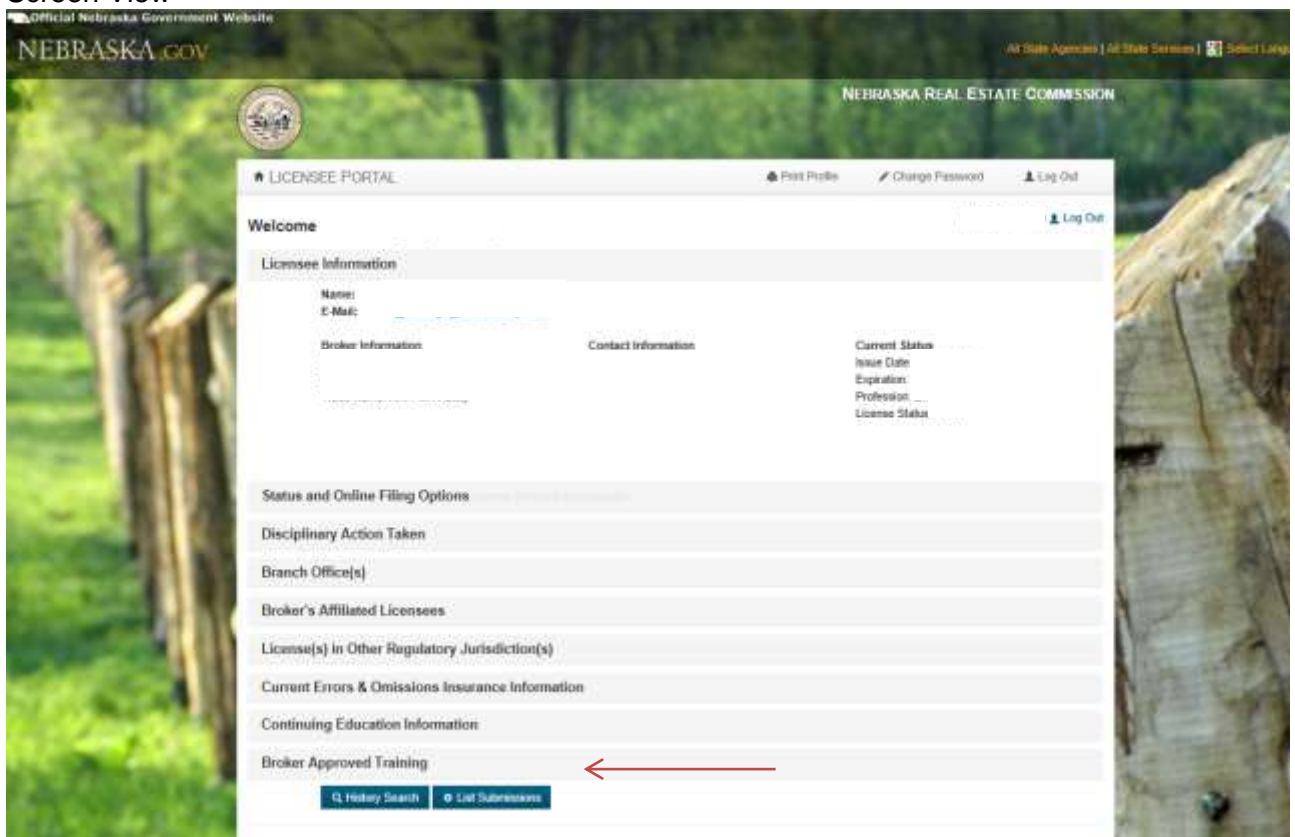 Screen View
Official Nebraska Government Website
NEBRASKA.GOV
All State Agencies | All State Services | Select Langu
NEBRASKA REAL ESTATE COMMISSION
LICENSEE PORTAL Print Profile Change Password Log Out
Welcome Log Out
Licensee Information
Name:
E-Mail:
Broker Information Contact Information Current Status
Issue Date
Expiration
Profession
License Status
Status and Online Filing Options
Disciplinary Action Taken
Branch Office(s)
Broker's Affiliated Licensees
License(s) in Other Regulatory Jurisdiction(s)
Current Errors & Omissions Insurance Information
Continuing Education Information
Broker Approved Training
History Search List Submissions